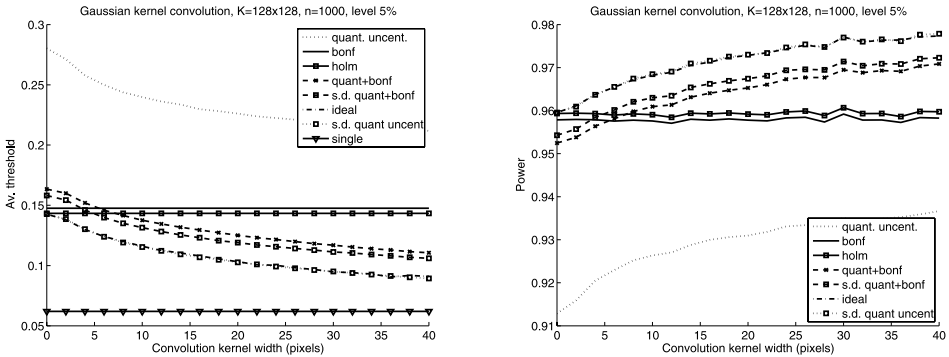 Gaussian kernel convolution, K=128x128, n=1000, level 5%
0.3
0.25
0.2
0.15
0.1
0.05
Av. threshold
0
5
10
15
20
25
30
35
40
Convolution kernel width (pixels)
quant. uncent.
bonf
holm
quant+bonf
s.d. quant+bonf
ideal
s.d. quant uncent
single
Gaussian kernel convolution, K=128x128, n=1000, level 5%
0.98
0.97
0.96
0.95
0.94
0.93
0.92
0.91
Power
0
5
10
15
20
25
30
35
40
Convolution kernel width (pixels)
quant. uncent.
bonf
holm
quant+bonf
s.d. quant+bonf
ideal
s.d. quant uncent